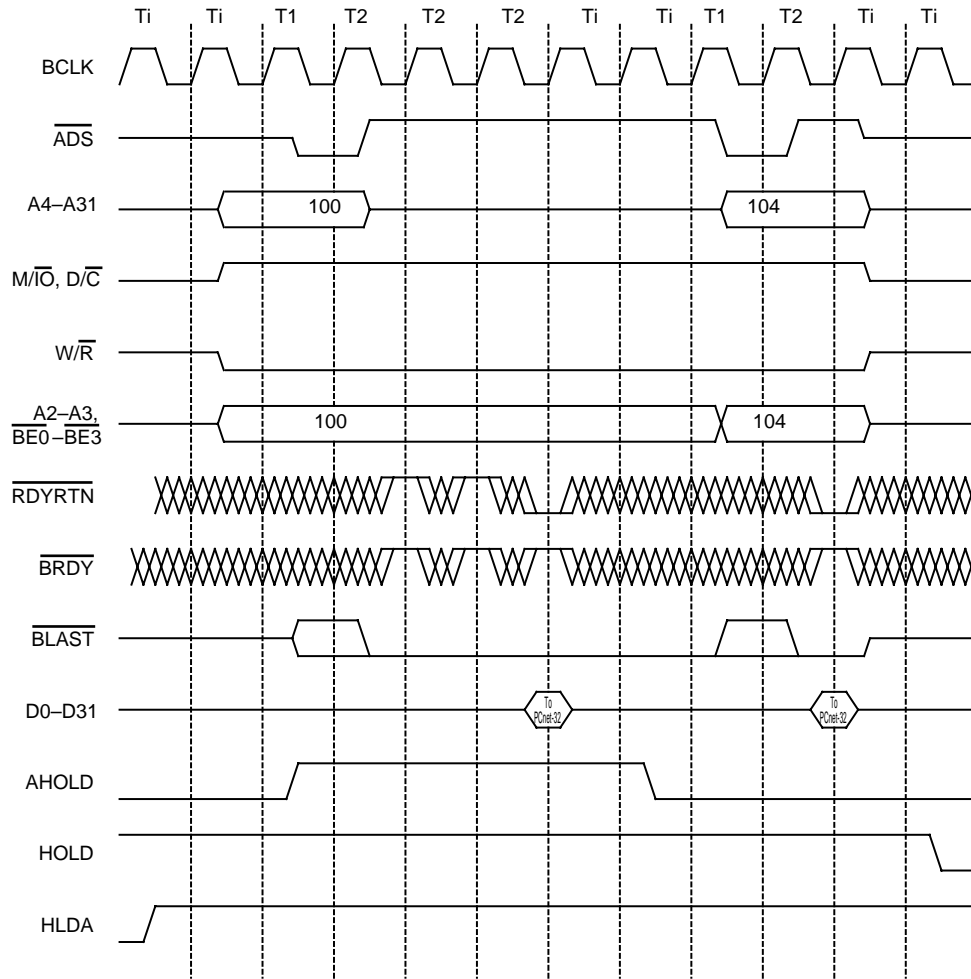 Ti Ti T1 T2 T2 T2 Ti Ti T1 T2 Ti Ti
BCLK
ADS
A4–A31 100 104
M/IO, D/C
W/R
A2–A3,
BE0–BE3 100 104
RDYRTN
BRDY
BLAST
D0–D31
To
PCnet-32
To
PCnet-32
AHOLD
HOLD
HLDA